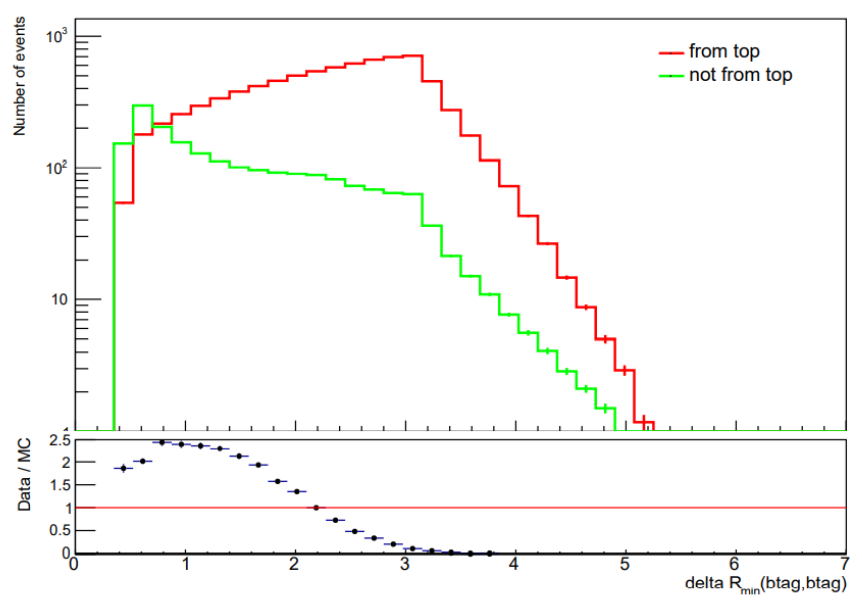 Number of events
10³
10²
10
1
from top
not from top
Data / MC
2.5
2
1.5
1
0.5
0
0 1 2 3 4 5 6 7
delta R_min(btag,btag)